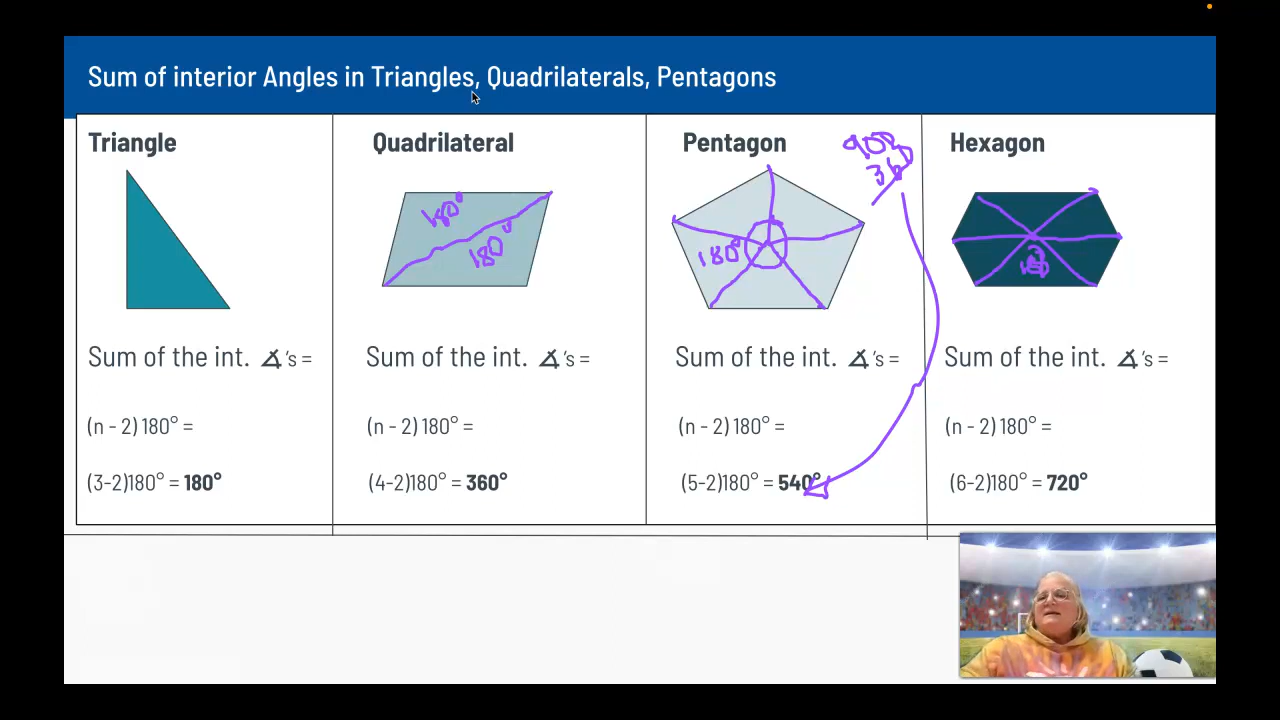 Sum of interior Angles in Triangles, Quadrilaterals, Pentagons
Triangle
Sum of the int. ∡'s =
(n - 2) 180° =
(3-2)180° = 180°
Quadrilateral
180°
180°
Sum of the int. ∡'s =
(n - 2) 180° =
(4-2)180° = 360°
Pentagon
900
360
180°
Sum of the int. ∡'s =
(n - 2) 180° =
(5-2)180° = 540°
Hexagon
Sum of the int. ∡'s =
(n - 2) 180° =
(6-2)180° = 720°